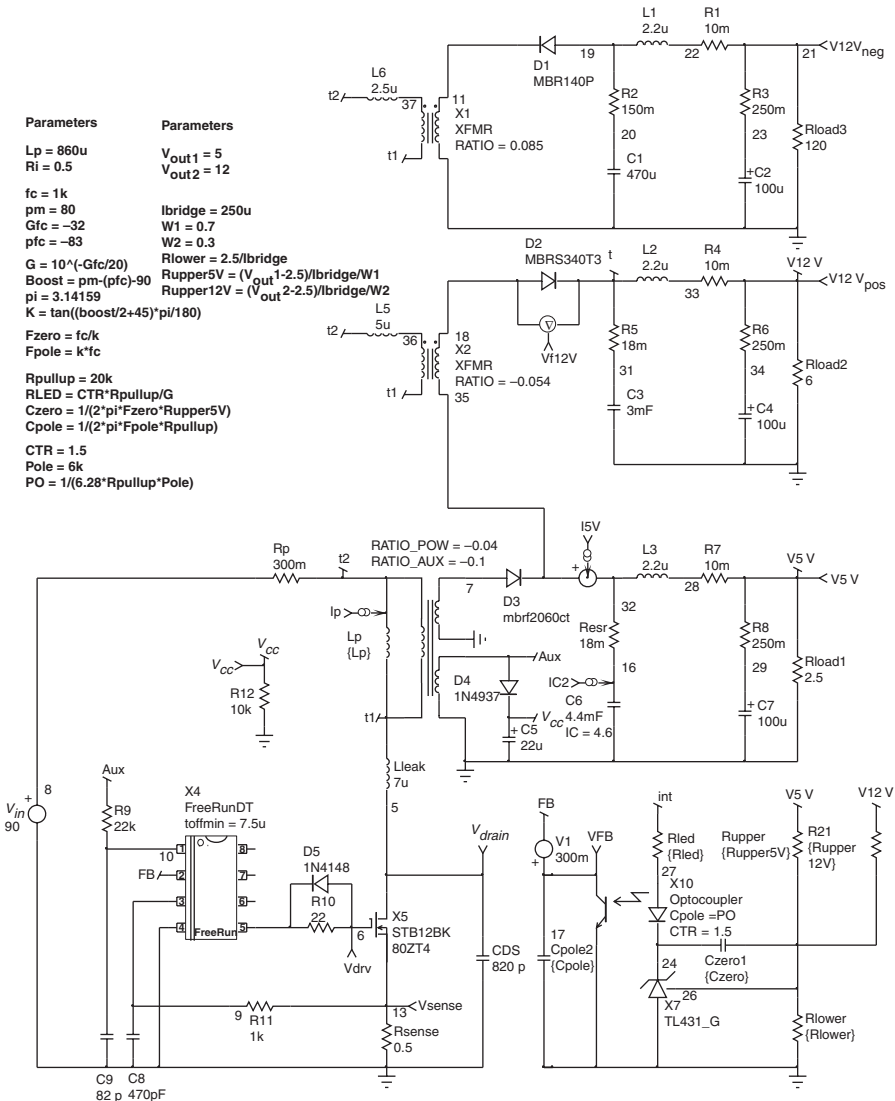 L1
2.2u
R1
10m
19
22
21
V12Vneg
D1
MBR140P
L6
2.5u
t2
37
11
X1
XFMR
RATIO = 0.085
t1
R2
150m
20
C1
470u
R3
250m
23
+
C2
100u
Rload3
120
Parameters
Lp = 860u
Ri = 0.5
fc = 1k
pm = 80
Gfc = –32
pfc = –83
G = 10^(-Gfc/20)
Boost = pm-(pfc)-90
pi = 3.14159
K = tan((boost/2+45)*pi/180)
Fzero = fc/k
Fpole = k*fc
Rpullup = 20k
RLED = CTR*Rpullup/G
Czero = 1/(2*pi*Fzero*Rupper5V)
Cpole = 1/(2*pi*Fpole*Rpullup)
CTR = 1.5
Pole = 6k
PO = 1/(6.28*Rpullup*Pole)
Parameters
Vout1 = 5
Vout2 = 12
Ibridge = 250u
W1 = 0.7
W2 = 0.3
Rlower = 2.5/Ibridge
Rupper5V = (Vout1-2.5)/Ibridge/W1
Rupper12V = (Vout2-2.5)/Ibridge/W2
D2
MBRS340T3
t
L2
2.2u
R4
10m
33
V12 V
V12 Vpos
L5
5u
t2
36
18
X2
XFMR
RATIO = –0.054
35
t1
Vf12V
R5
18m
31
C3
3mF
R6
250m
34
+
C4
100u
Rload2
6
Rp
300m
t2
RATIO_POW = –0.04
RATIO_AUX = –0.1
I5V
+
L3
2.2u
R7
10m
28
V5 V
V5 V
7
D3
mbrf2060ct
Ip
Lp
{Lp}
32
Resr
18m
16
IC2
C6
4.4mF
IC = 4.6
R8
250m
29
+
C7
100u
Rload1
2.5
Aux
D4
1N4937
Vcc
+
C5
22u
Vcc
Vcc
R12
10k
t1
Lleak
7u
5
8
+
Vin
90
Aux
R9
22k
X4
FreeRunDT
toffmin = 7.5u
10
1
2
3
4
8
7
6
5
FreeRun
FB
D5
1N4148
R10
22
6
Vdrv
X5
STB12BK
80ZT4
Vdrain
CDS
820 p
9
R11
1k
13
Vsense
Rsense
0.5
C9
82 p
C8
470pF
FB
V1
300m
+
VFB
17
Cpole2
{Cpole}
int
Rled
{Rled}
27
X10
Optocoupler
Cpole =PO
CTR = 1.5
Czero1
{Czero}
24
26
X7
TL431_G
Rupper
{Rupper5V}
V5 V
R21
{Rupper
12V}
V12 V
Rlower
{Rlower}